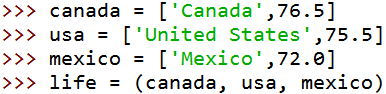 >>> canada = ['Canada',76.5]
>>> usa = ['United States',75.5]
>>> mexico = ['Mexico',72.0]
>>> life = (canada, usa, mexico)